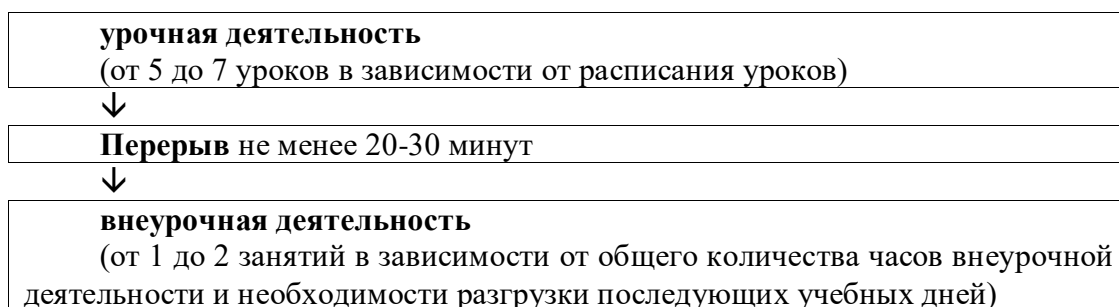 урочная деятельность
(от 5 до 7 уроков в зависимости от расписания уроков)
↓
Перерыв не менее 20-30 минут
↓
внеурочная деятельность
(от 1 до 2 занятий в зависимости от общего количества часов внеурочной
деятельности и необходимости разгрузки последующих учебных дней)